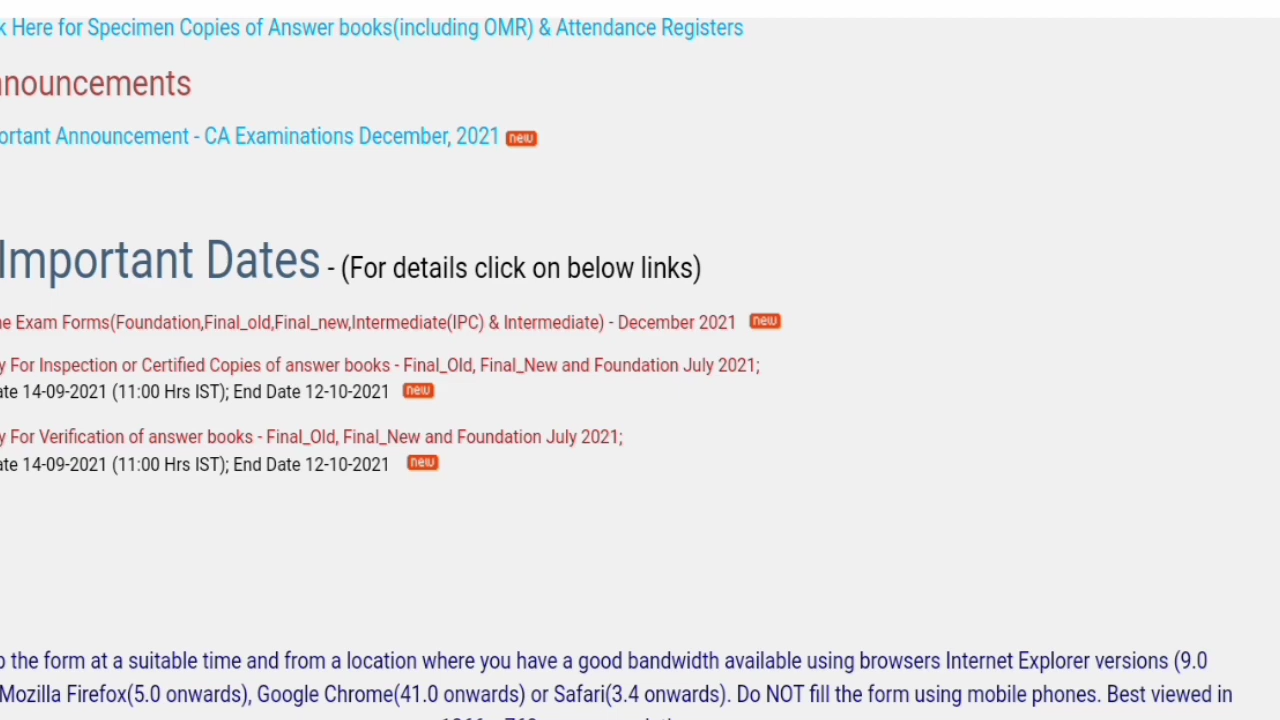 Here for Specimen Copies of Answer books(including OMR) & Attendance Registers
Announcement - CA Examinations December, 2021 new
Important Dates - (For details click on below links)
Exam Forms(Foundation,Final_old,Final_new,Intermediate(IPC) & Intermediate) - December 2021 new
For Inspection or Certified Copies of answer books - Final_Old, Final_New and Foundation July 2021;
14-09-2021 (11:00 Hrs IST); End Date 12-10-2021 new
For Verification of answer books - Final_Old, Final_New and Foundation July 2021;
14-09-2021 (11:00 Hrs IST); End Date 12-10-2021 new
the form at a suitable time and from a location where you have a good bandwidth available using browsers Internet Explorer versions (9.0
Mozilla Firefox(5.0 onwards), Google Chrome(41.0 onwards) or Safari(3.4 onwards). Do NOT fill the form using mobile phones. Best viewed in